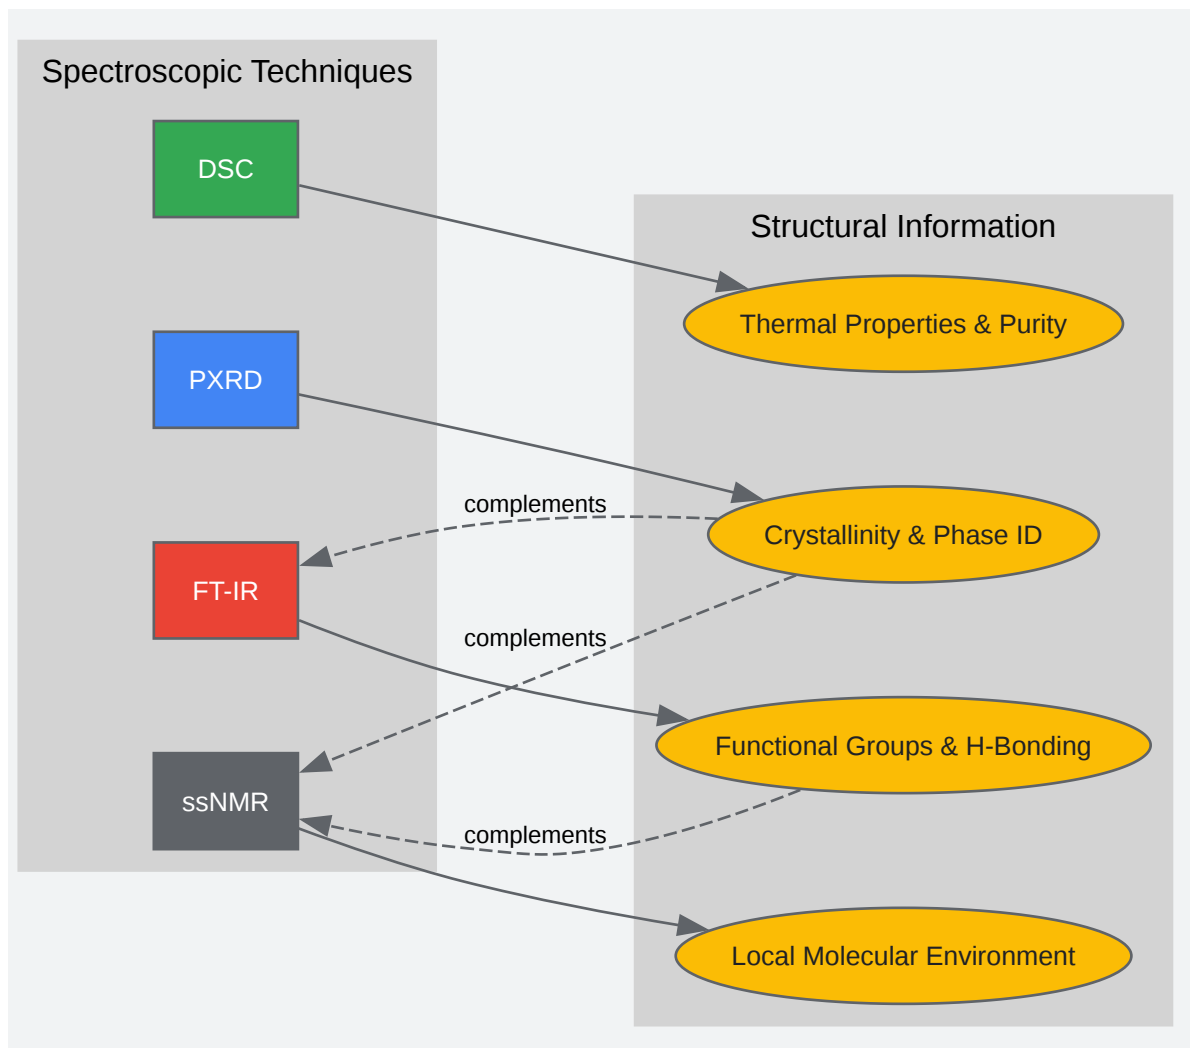 Spectroscopic Techniques
DSC
PXRD
FT-IR
ssNMR
complements
complements
complements
Structural Information
Thermal Properties & Purity
Crystallinity & Phase ID
Functional Groups & H-Bonding
Local Molecular Environment